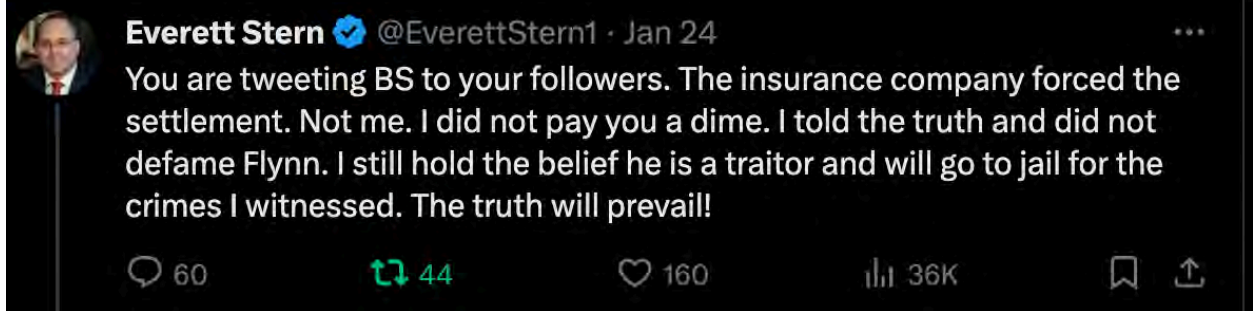 Everett Stern @EverettStern1 · Jan 24
You are tweeting BS to your followers. The insurance company forced the
settlement. Not me. I did not pay you a dime. I told the truth and did not
defame Flynn. I still hold the belief he is a traitor and will go to jail for the
crimes I witnessed. The truth will prevail!
60 44 160 36K